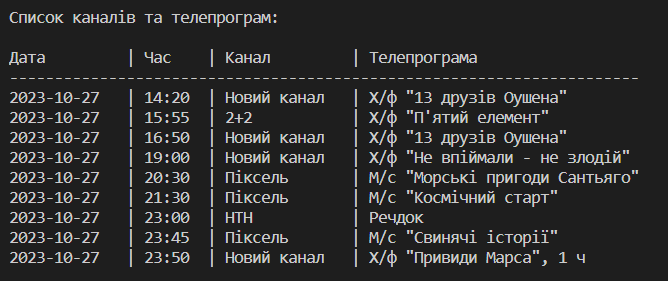 Список каналів та телепрограм:
Дата | Час | Канал | Телепрограма
----------------------------------------------------------------------
2023-10-27 | 14:20 | Новий канал | Х/ф "13 друзів Оушена"
2023-10-27 | 15:55 | 2+2 | Х/ф "П'ятий елемент"
2023-10-27 | 16:50 | Новий канал | Х/ф "13 друзів Оушена"
2023-10-27 | 19:00 | Новий канал | Х/ф "Не впіймали - не злодій"
2023-10-27 | 20:30 | Піксель | М/с "Морські пригоди Сантьяго"
2023-10-27 | 21:30 | Піксель | М/с "Космічний старт"
2023-10-27 | 23:00 | НТН | Речдок
2023-10-27 | 23:45 | Піксель | М/с "Свинячі історії"
2023-10-27 | 23:50 | Новий канал | Х/ф "Привиди Марса", 1 ч